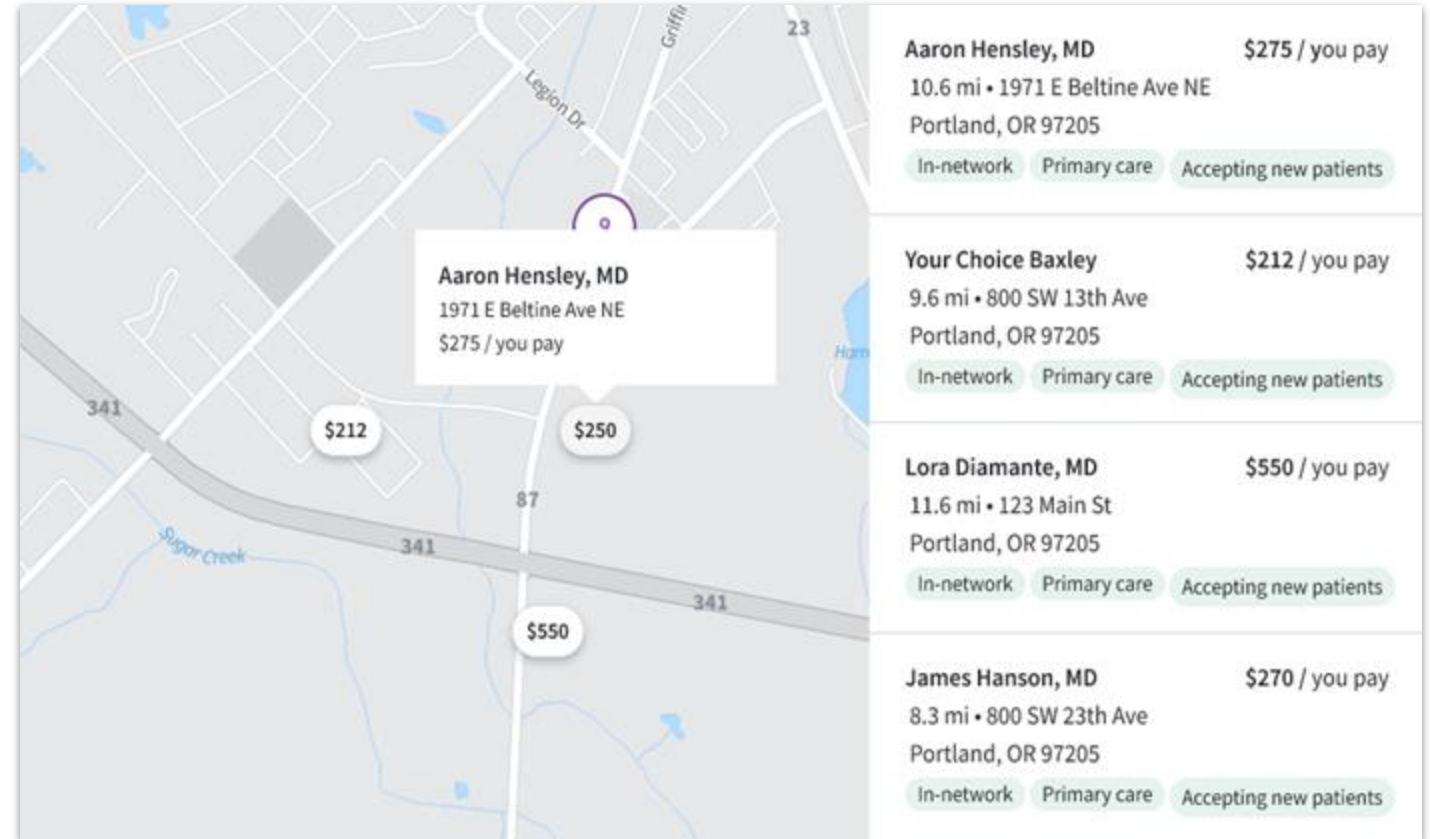 Griffin
23
Legion Dr
9
Aaron Hensley, MD
1971 E Beltine Ave NE
$275 / you pay
341
$212
$250
87
Sugar Creek
341
341
$550
Aaron Hensley, MD $275 / you pay
10.6 mi • 1971 E Beltine Ave NE
Portland, OR 97205
In-network Primary care Accepting new patients
Your Choice Baxley $212 / you pay
9.6 mi • 800 SW 13th Ave
Portland, OR 97205
In-network Primary care Accepting new patients
Lora Diamante, MD $550 / you pay
11.6 mi • 123 Main St
Portland, OR 97205
In-network Primary care Accepting new patients
James Hanson, MD $270 / you pay
8.3 mi • 800 SW 23th Ave
Portland, OR 97205
In-network Primary care Accepting new patients